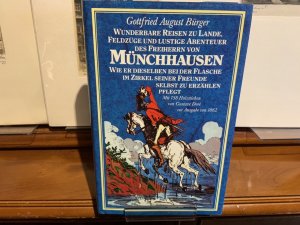 Gottfried August Bürger
WUNDERBARE REISEN ZU LANDE,
FELDZÜGE UND LUSTIGE ABENTEUER
DES FREIHERRN VON
MÜNCHHAUSEN
WIE ER DIESELBEN BEI DER FLASCHE
IM ZIRKEL SEINER FREUNDE
SELBST ZU ERZÄHLEN
PFLEGT
Mit 158 Holzstichen
von Gustave Doré
zur Ausgabe von 1862